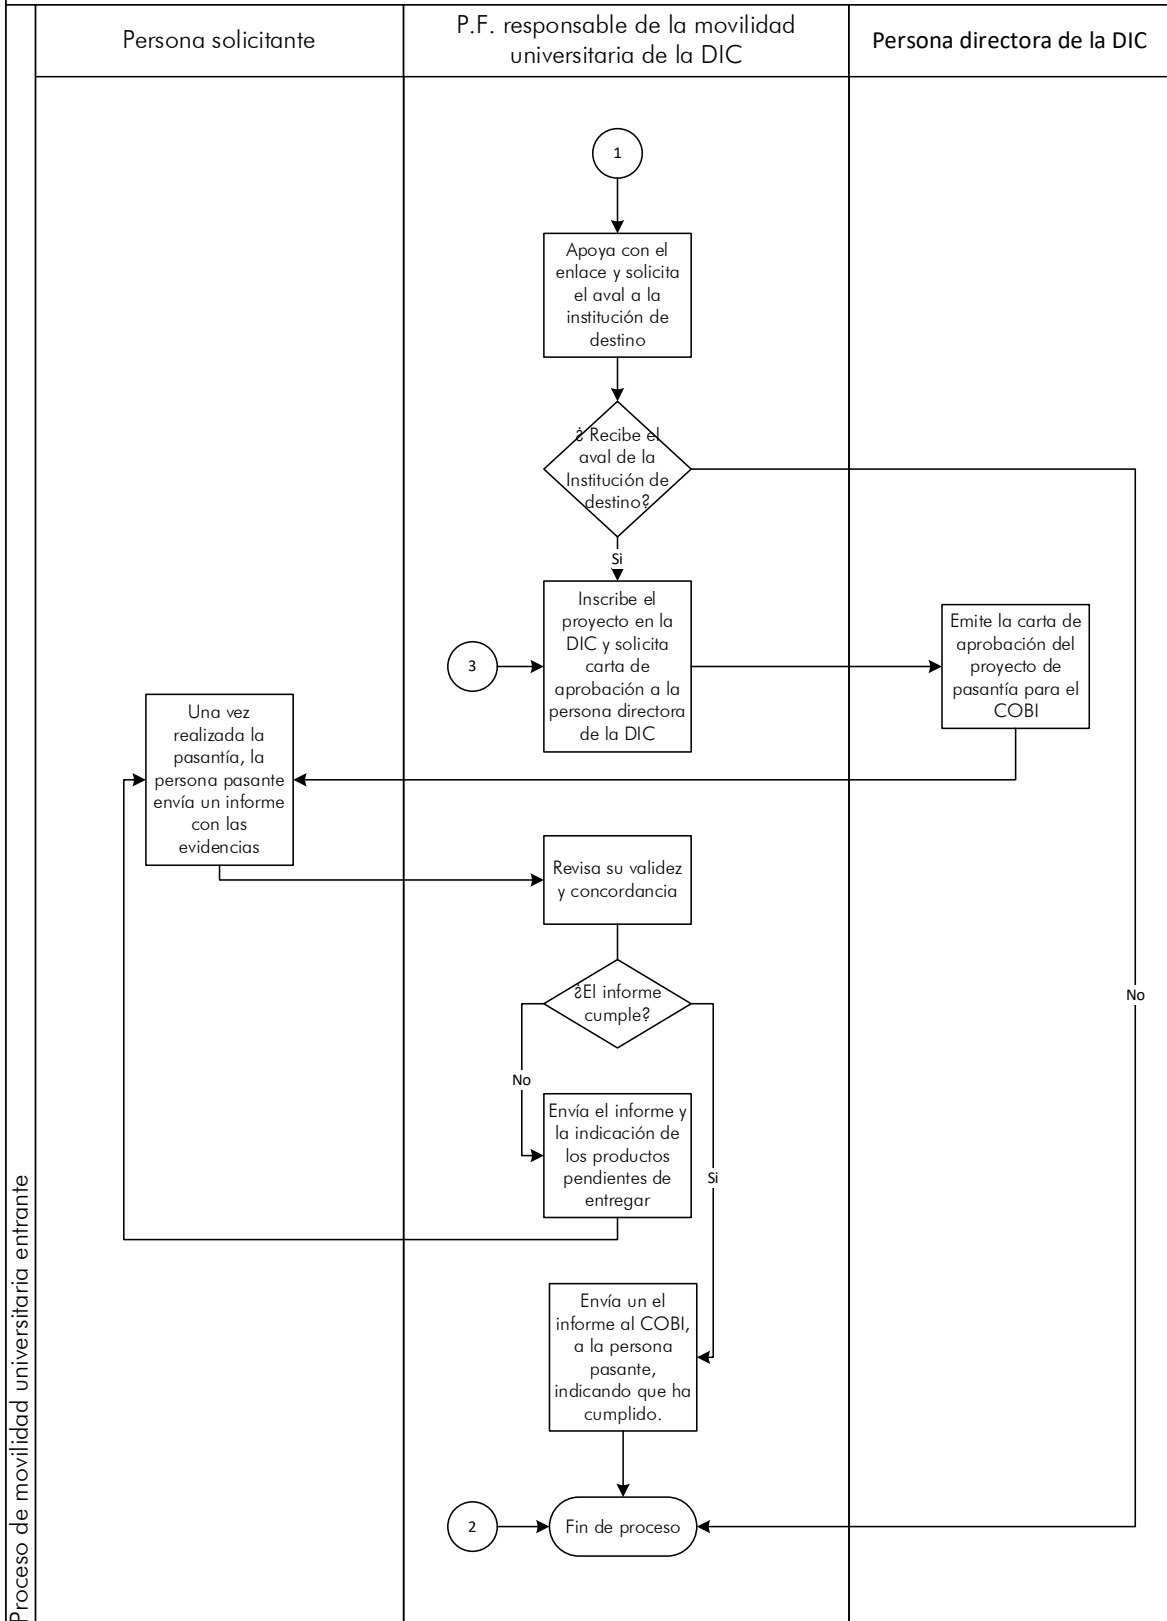 Persona solicitante
P.F. responsable de la movilidad
universitaria de la DIC
Persona directora de la DIC
1
Apoya con el
enlace y solicita
el aval a la
institución de
destino
¿ Recibe el
aval de la
Institución de
destino?
Si
Inscribe el
proyecto en la
DIC y solicita
carta de
aprobación a la
persona directora
de la DIC
3
Emite la carta de
aprobación del
proyecto de
pasantía para el
COBI
Una vez
realizada la
pasantía, la
persona pasante
envía un informe
con las
evidencias
Revisa su validez
y concordancia
¿El informe
cumple?
No
No
Envía el informe y
la indicación de
los productos
pendientes de
entregar
Si
Envía un el
informe al COBI,
a la persona
pasante,
indicando que ha
cumplido.
2
Fin de proceso
Proceso de movilidad universitaria entrante